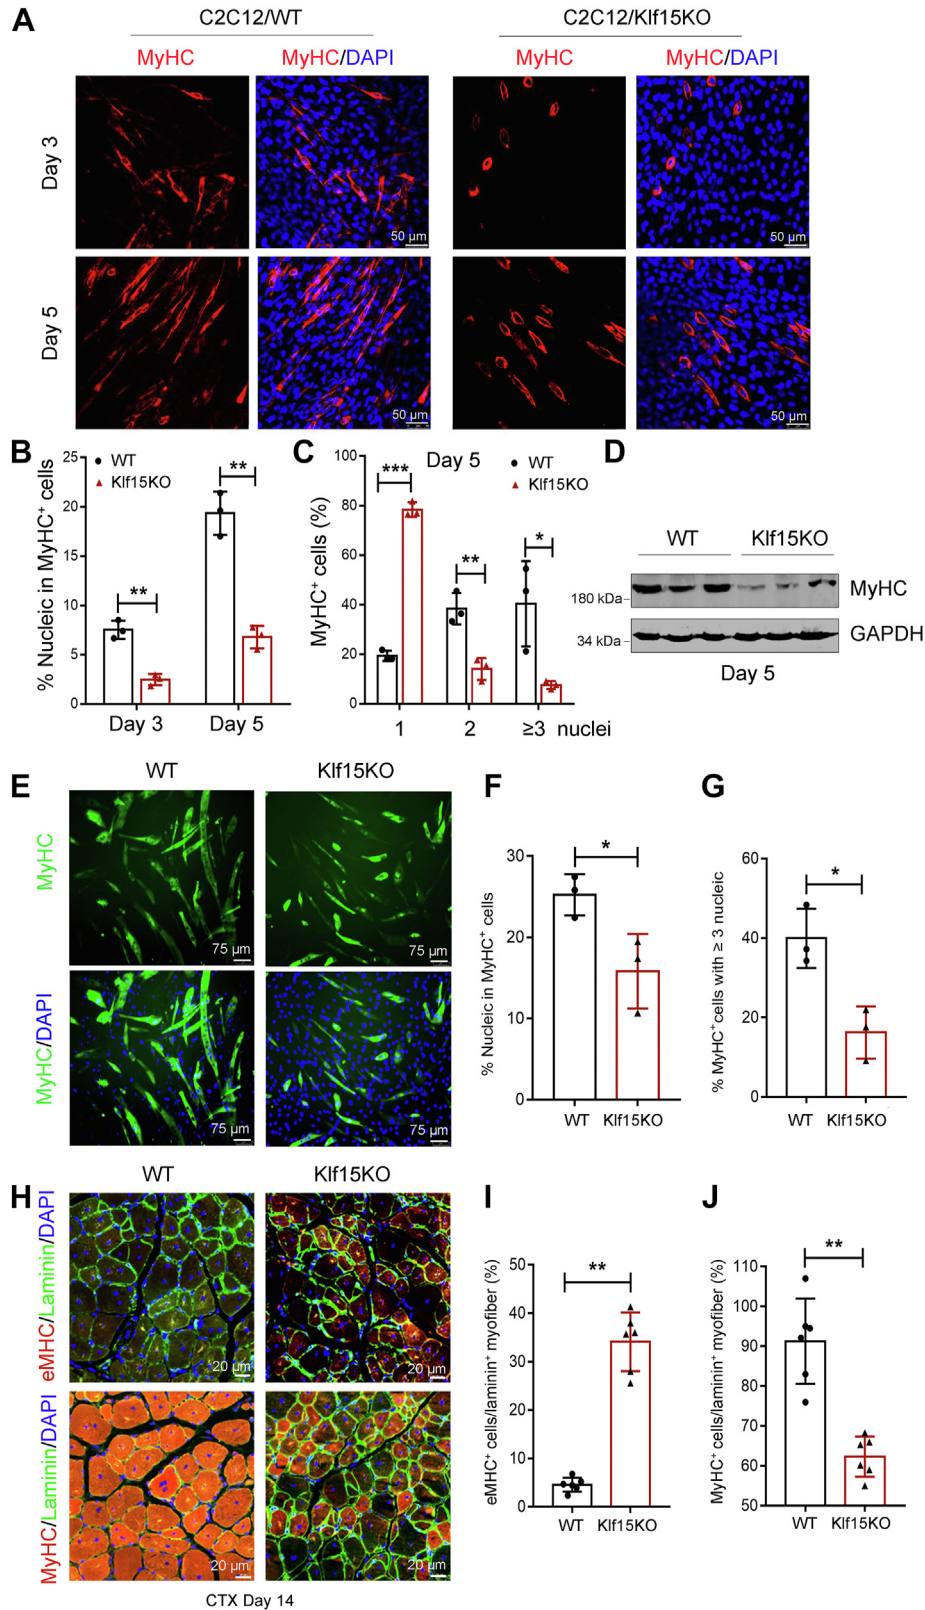 A
C2C12/WT
C2C12/Klf15KO
MyHC
MyHC/DAPI
MyHC
MyHC/DAPI
Day 3
50 µm
50 µm
Day 5
50 µm
50 µm
B
% Nucleic in MyHC⁺ cells
25
20
15
10
5
0
WT
Klf15KO
**
**
Day 3
Day 5
C
MyHC⁺ cells (%)
100
80
60
40
20
0
Day 5
WT
Klf15KO
***
**
*
1
2
≥3
nuclei
D
WT
Klf15KO
180 kDa
MyHC
34 kDa
GAPDH
Day 5
E
WT
Klf15KO
MyHC
75 µm
75 µm
MyHC/DAPI
75 µm
75 µm
F
% Nucleic in MyHC⁺ cells
30
20
10
0
*
WT
Klf15KO
G
% MyHC⁺cells with ≥ 3 nucleic
60
40
20
0
*
WT
Klf15KO
H
WT
Klf15KO
eMHC/Laminin/DAPI
20 µm
20 µm
MyHC/Laminin/DAPI
20 µm
20 µm
CTX Day 14
I
eMHC⁺ cells/laminin⁺ myofiber (%)
50
40
30
20
10
0
**
WT
Klf15KO
J
MyHC⁺ cells/laminin⁺ myofiber (%)
110
100
90
80
70
60
50
**
WT
Klf15KO